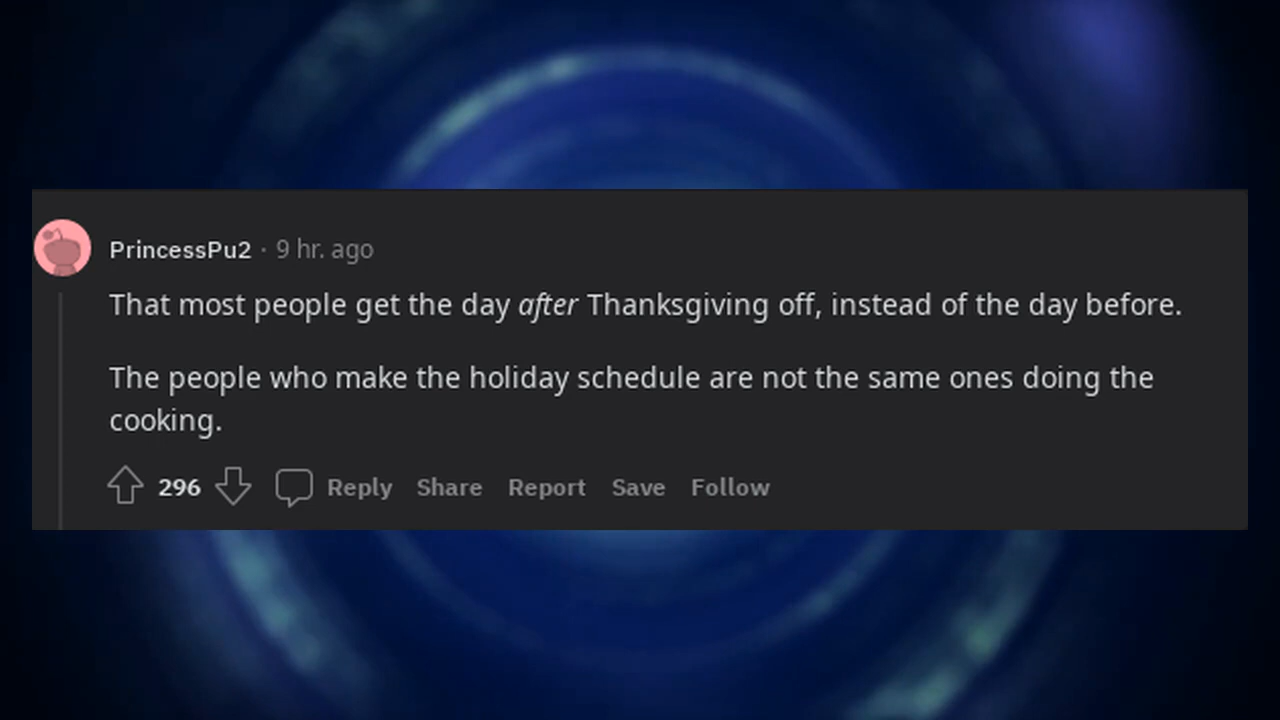 PrincessPu2 · 9 hr. ago
That most people get the day after Thanksgiving off, instead of the day before.
The people who make the holiday schedule are not the same ones doing the
cooking.
296 Reply Share Report Save Follow